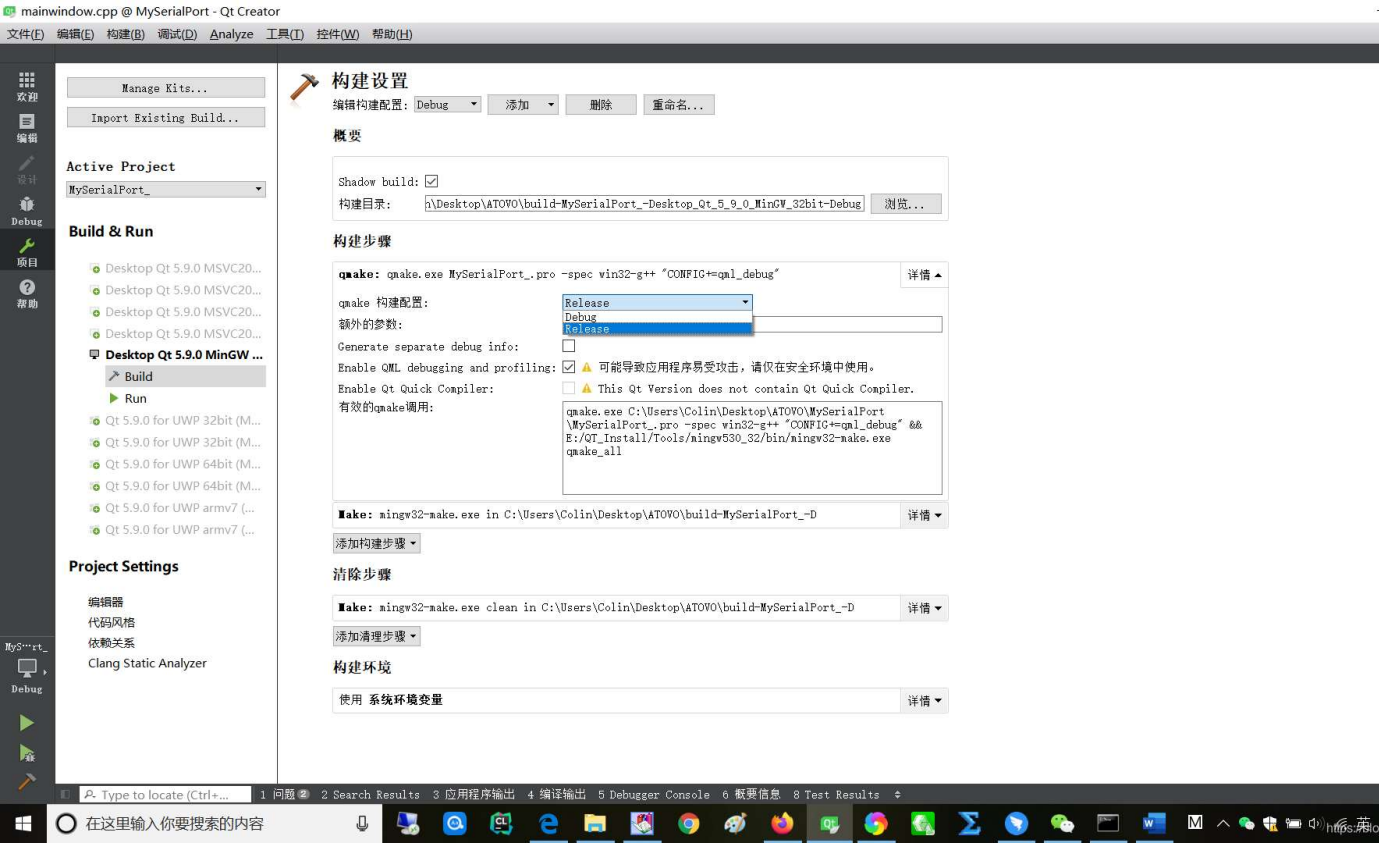 mainwindow.cpp @ MySerialPort - Qt Creator
文件(F) 编辑(E) 构建(B) 调试(D) Analyze 工具(T) 控件(W) 帮助(H)
欢迎
编辑
设计
Debug
项目
帮助
MyS···rt_
Debug
Manage Kits...
Import Existing Build...
Active Project
MySerialPort_
Build & Run
Desktop Qt 5.9.0 MSVC20...
Desktop Qt 5.9.0 MSVC20...
Desktop Qt 5.9.0 MSVC20...
Desktop Qt 5.9.0 MSVC20...
Desktop Qt 5.9.0 MinGW ...
Build
Run
Qt 5.9.0 for UWP 32bit (M...
Qt 5.9.0 for UWP 32bit (M...
Qt 5.9.0 for UWP 64bit (M...
Qt 5.9.0 for UWP 64bit (M...
Qt 5.9.0 for UWP armv7 (...
Qt 5.9.0 for UWP armv7 (...
Project Settings
编辑器
代码风格
依赖关系
Clang Static Analyzer
构建设置
编辑构建配置: Debug 添加 删除 重命名...
概要
Shadow build:
构建目录: n\Desktop\ATOVO\build-MySerialPort_-Desktop_Qt_5_9_0_MinGW_32bit-Debug 浏览...
构建步骤
qmake: qmake.exe MySerialPort_.pro -spec win32-g++ "CONFIG+=qml_debug" 详情
qmake 构建配置: Release
Debug
额外的参数: Release
Generate separate debug info:
Enable QML debugging and profiling: 可能导致应用程序易受攻击，请仅在安全环境中使用。
Enable Qt Quick Compiler: This Qt Version does not contain Qt Quick Compiler.
有效的qmake调用:
qmake.exe C:\Users\Colin\Desktop\ATOVO\MySerialPort
\MySerialPort_.pro -spec win32-g++ "CONFIG+=qml_debug" &&
E:/QT_Install/Tools/mingw530_32/bin/mingw32-make.exe
qmake_all
Make: mingw32-make.exe in C:\Users\Colin\Desktop\ATOVO\build-MySerialPort_-D 详情
添加构建步骤
清除步骤
Make: mingw32-make.exe clean in C:\Users\Colin\Desktop\ATOVO\build-MySerialPort_-D 详情
添加清理步骤
构建环境
使用 系统环境变量 详情
Type to locate (Ctrl+... 1 问题 2 2 Search Results 3 应用程序输出 4 编译输出 5 Debugger Console 6 概要信息 8 Test Results
在这里输入你要搜索的内容
M 英
https://blo